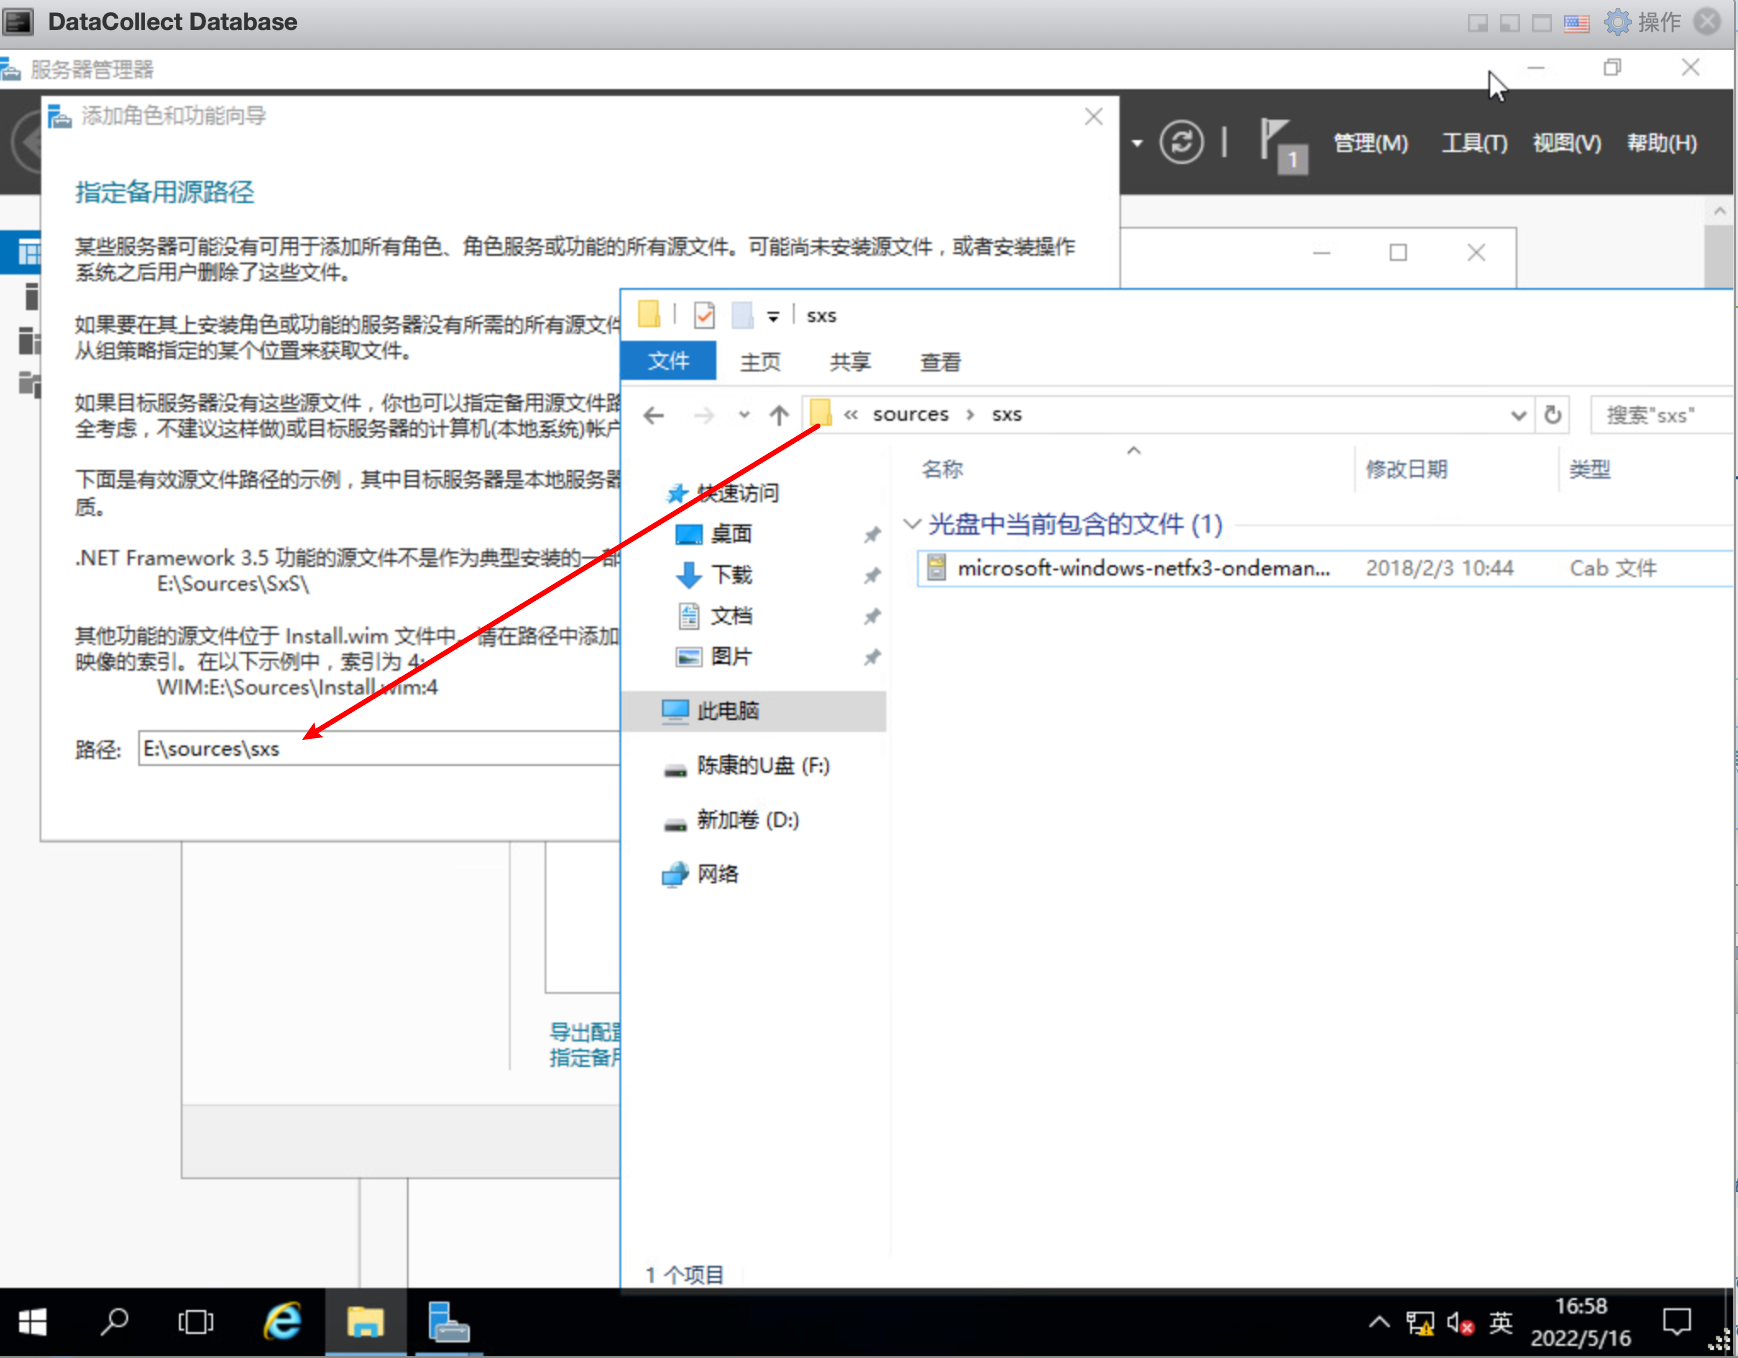 DataCollect Database
操作
服务器管理器
添加角色和功能向导
1
管理(M) 工具(T) 视图(V) 帮助(H)
指定备用源路径
某些服务器可能没有可用于添加所有角色、角色服务或功能的所有源文件。可能尚未安装源文件，或者安装操作
系统之后用户删除了这些文件。
如果要在其上安装角色或功能的服务器没有所需的所有源文件
从组策略指定的某个位置来获取文件。
如果目标服务器没有这些源文件，你也可以指定备用源文件路
全考虑，不建议这样做)或目标服务器的计算机(本地系统)帐户
下面是有效源文件路径的示例，其中目标服务器是本地服务器
质。
.NET Framework 3.5 功能的源文件不是作为典型安装的一部
E:\Sources\SxS\
其他功能的源文件位于 Install.wim 文件中。请在路径中添加
映像的索引。在以下示例中，索引为 4:
WIM:E:\Sources\Install.wim:4
路径: E:\sources\sxs
导出配置
指定备用
sxs
文件 主页 共享 查看
« sources › sxs
搜索"sxs"
名称 修改日期 类型
快速访问
桌面
下载
文档
图片
此电脑
陈康的U盘 (F:)
新加卷 (D:)
网络
光盘中当前包含的文件 (1)
microsoft-windows-netfx3-ondeman... 2018/2/3 10:44 Cab 文件
1 个项目
英
16:58
2022/5/16